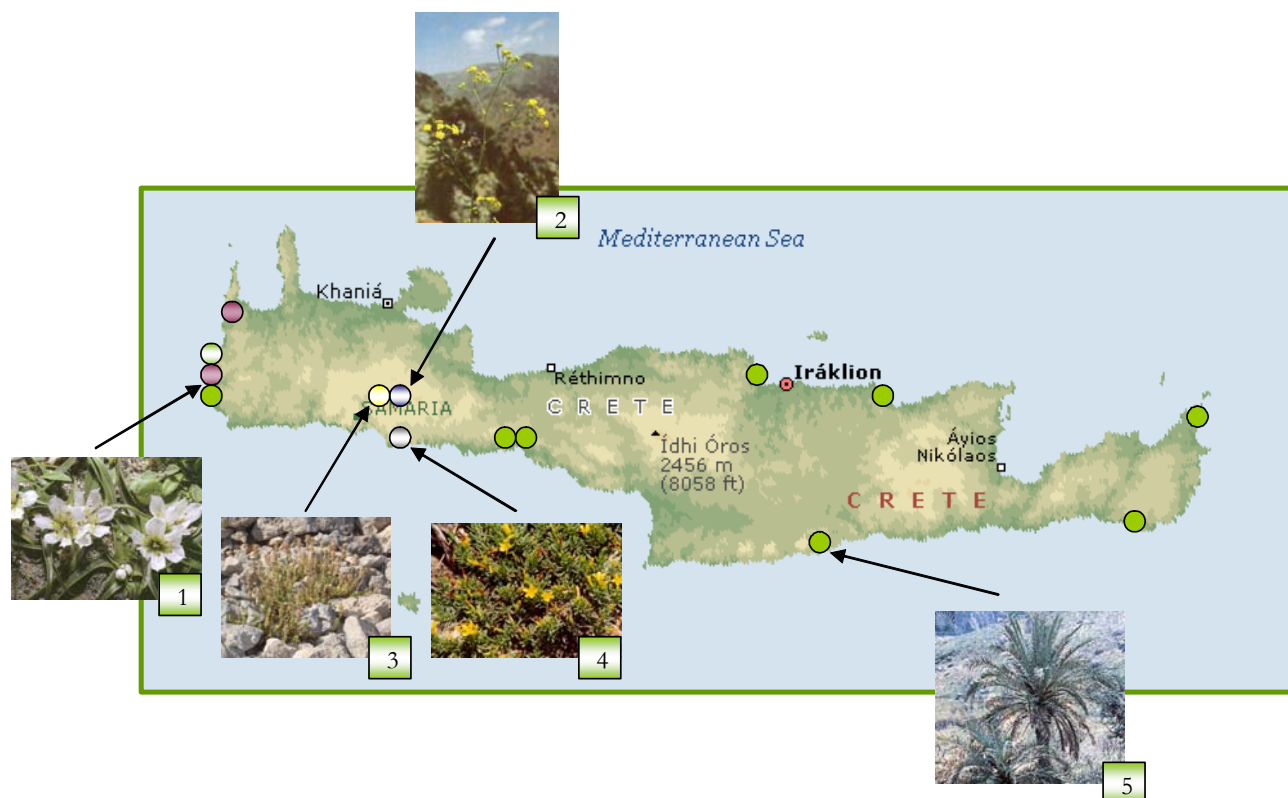 2
Mediterranean Sea
Khaniá
Iráklion
Réthimno
C R E T E
SAMARIA
Ídhi Óros
2456 m
(8058 ft)
Áyios
Nikólaos
C R E T E
1
3
4
5